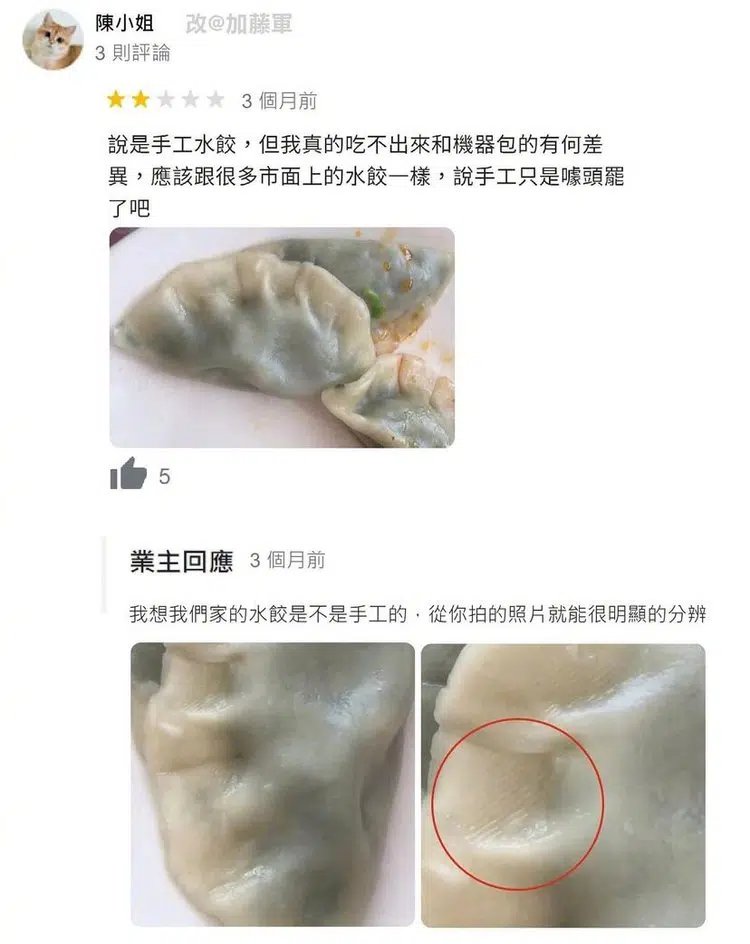 陳小姐
改@加藤軍
3 則評論
3 個月前
說是手工水餃，但我真的吃不出來和機器包的有何差
異，應該跟很多市面上的水餃一樣，說手工只是噱頭罷
了吧
5
業主回應 3 個月前
我想我們家的水餃是不是手工的，從你拍的照片就能很明顯的分辨